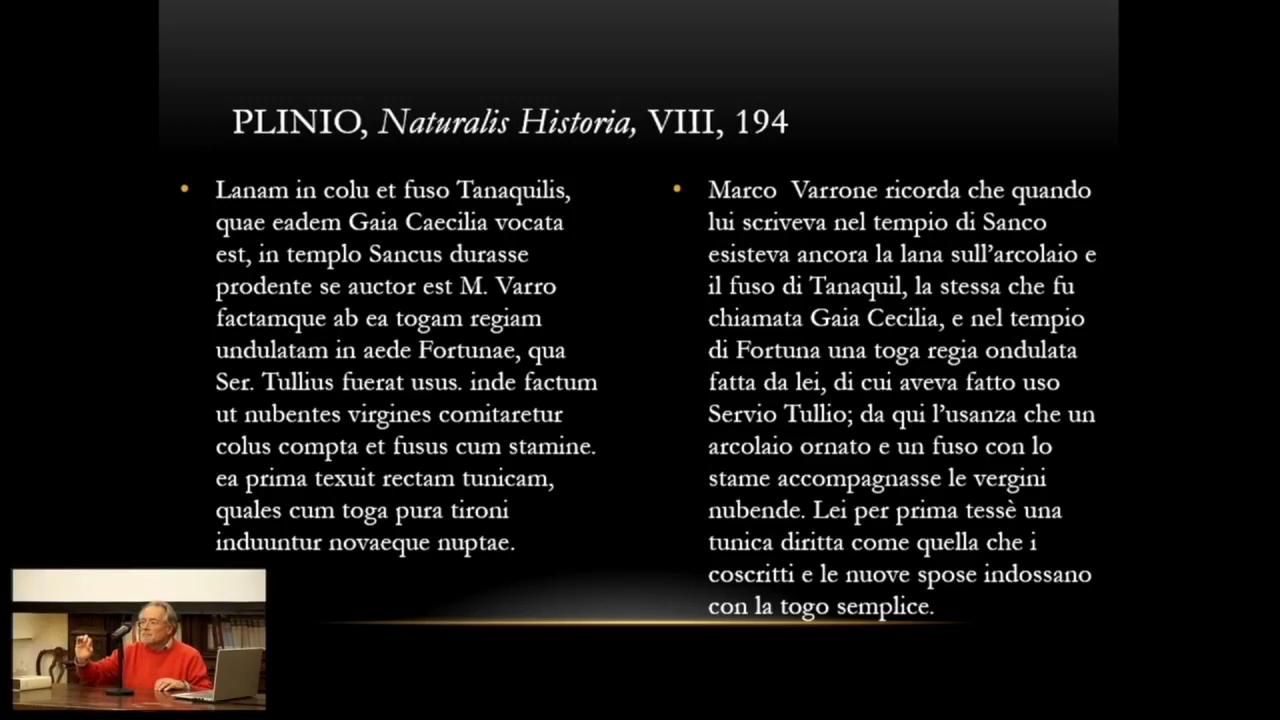 PLINIO, Naturalis Historia, VIII, 194
• Lanam in colu et fuso Tanaquilis,
quae eadem Gaia Caecilia vocata
est, in templo Sancus durasse
prodente se auctor est M. Varro
factamque ab ea togam regiam
undulatam in aede Fortunae, qua
Ser. Tullius fuerat usus. inde factum
ut nubentes virgines comitaretur
colus compta et fusus cum stamine.
ea prima texuit rectam tunicam,
quales cum toga pura tironi
induuntur novaeque nuptae.
• Marco Varrone ricorda che quando
lui scriveva nel tempio di Sanco
esisteva ancora la lana sull'arcolaio e
il fuso di Tanaquil, la stessa che fu
chiamata Gaia Cecilia, e nel tempio
di Fortuna una toga regia ondulata
fatta da lei, di cui aveva fatto uso
Servio Tullio; da qui l'usanza che un
arcolaio ornato e un fuso con lo
stame accompagnasse le vergini
nubende. Lei per prima tessè una
tunica diritta come quella che i
coscritti e le nuove spose indossano
con la togo semplice.